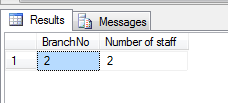 Results Messages
BranchNo Number of staff
1 2 2